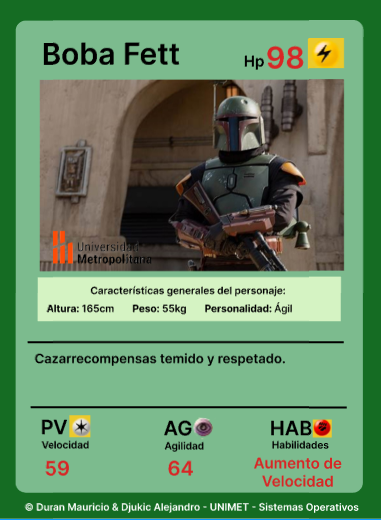 Boba Fett
Hp 98
Universidad
Metropolitana
Características generales del personaje:
Altura: 165cm Peso: 55kg Personalidad: Ágil
Cazarrecompensas temido y respetado.
PV AG HAB
Velocidad Agilidad Habilidades
59 64 Aumento de
Velocidad
© Duran Mauricio & Djukic Alejandro - UNIMET - Sistemas Operativos